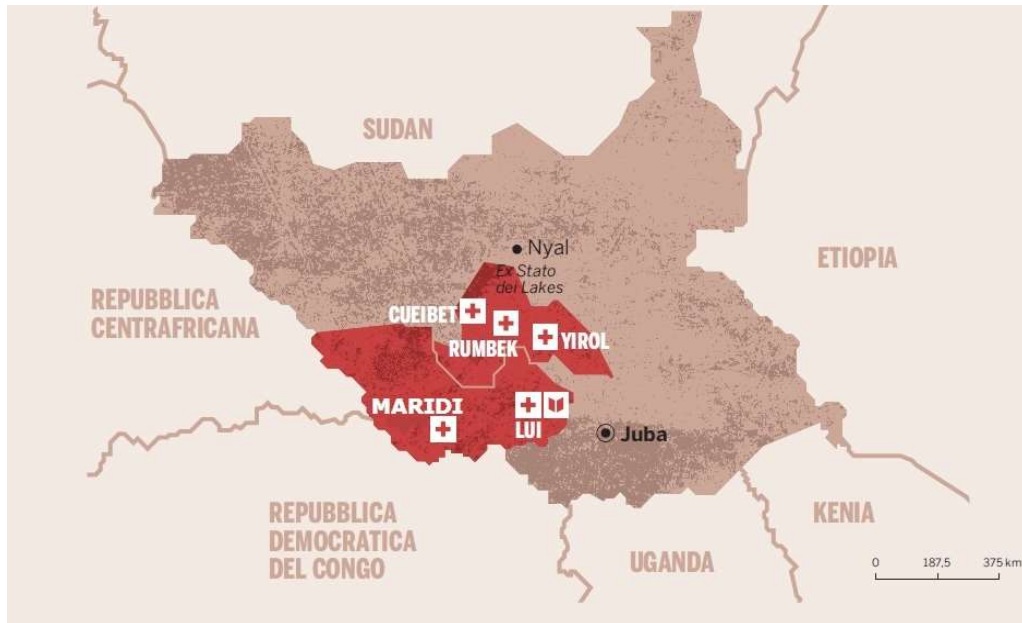 SUDAN
Nyal
Ex Stato
dei Lakes
ETIOPIA
REPUBBLICA
CENTRAFRICANA
CUEIBET
RUMBEK
YIROL
MARIDI
LUI
Juba
REPUBBLICA
DEMOCRATICA
DEL CONGO
UGANDA
KENIA
0 187,5 375 km